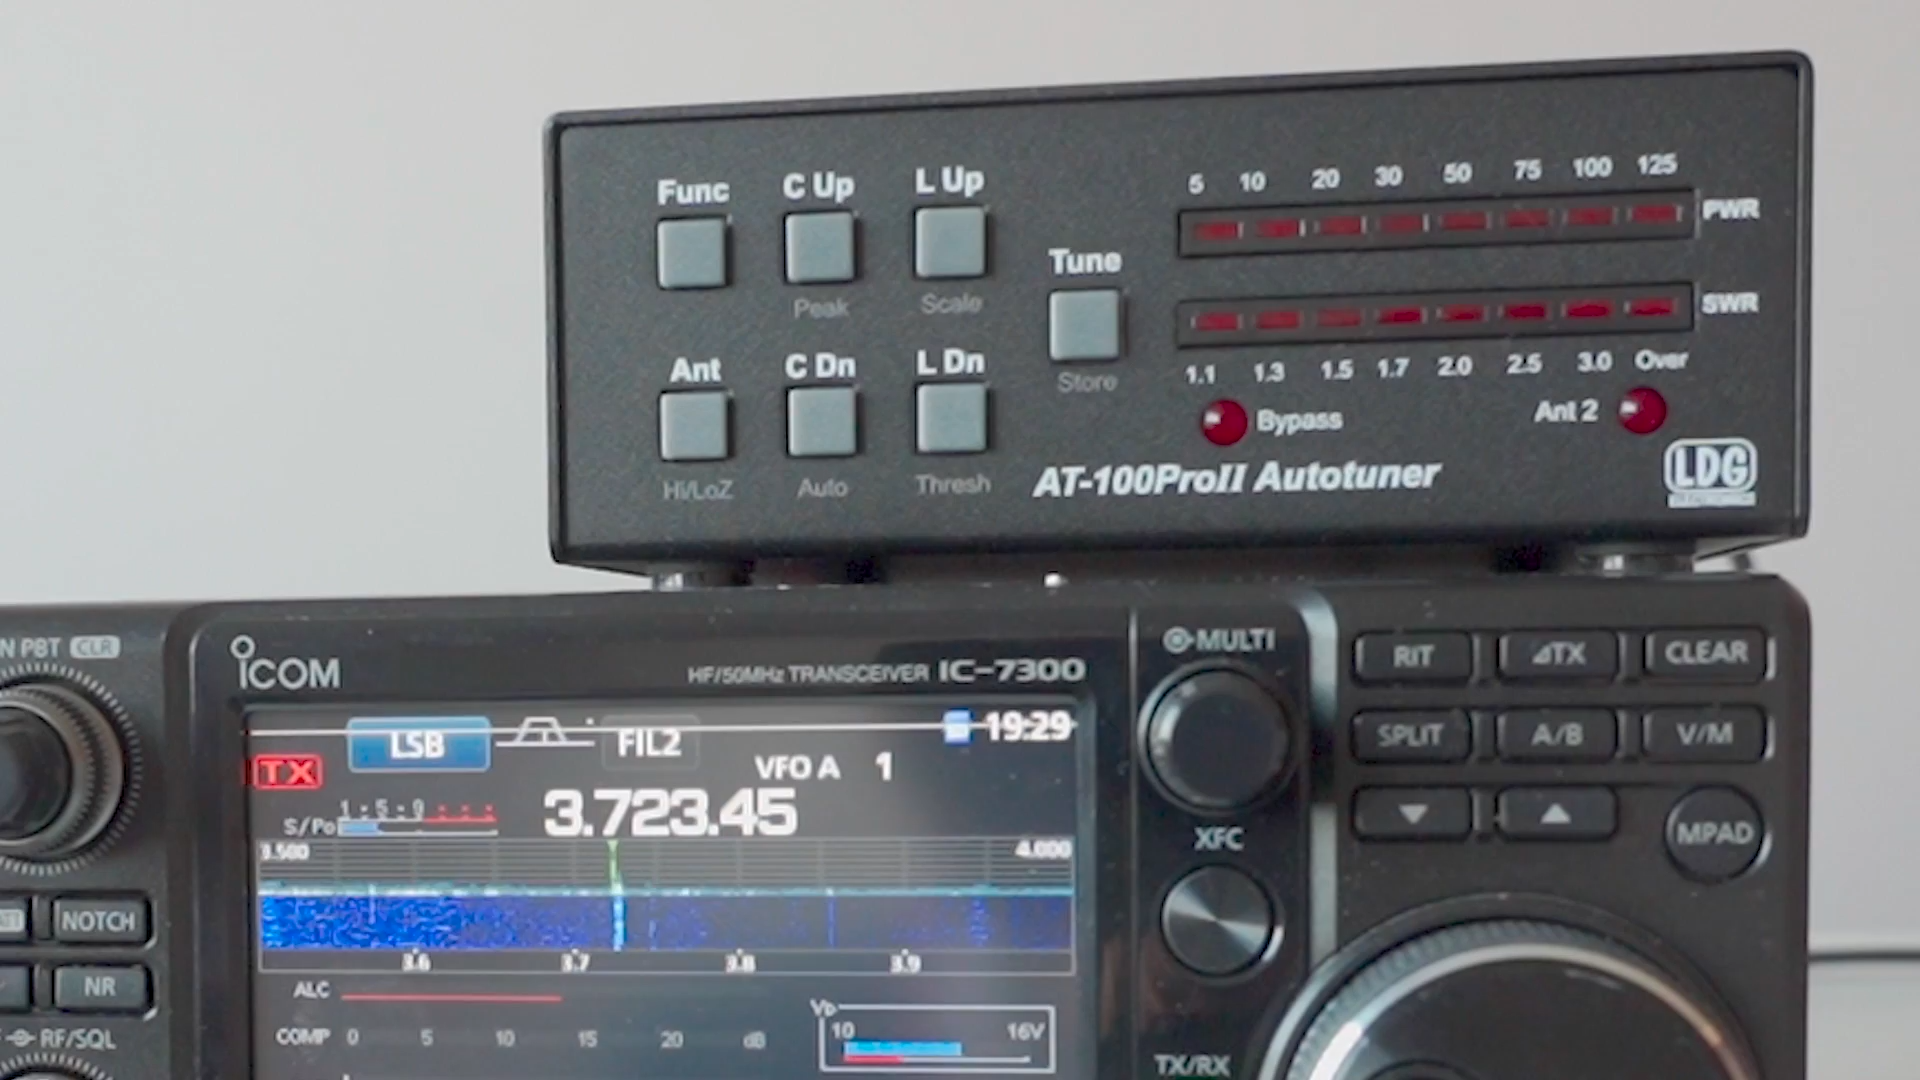 5 10 20 30 50 75 100 125
PWR
Func C Up L Up
Peak Scale
Tune
Store
SWR
1.1 1.3 1.5 1.7 2.0 2.5 3.0 Over
Ant C Dn L Dn
Hi/LoZ Auto Thresh
Bypass Ant 2
AT-100ProII Autotuner
LDG
N PBT CLR
ICOM
HF/50MHz TRANSCEIVER IC-7300
MULTI
RIT ⊿TX CLEAR
LSB FIL2 19:29
TX
VFO A 1
SPLIT A/B V/M
S/Po 1 5 9
3.723.45
XFC
MPAD
3.500 4.000
NOTCH
3.6 3.7 3.8 3.9
NR
ALC
COMP 0 5 10 15 20 dB
VD
10 16V
RF/SQL
TX/RX